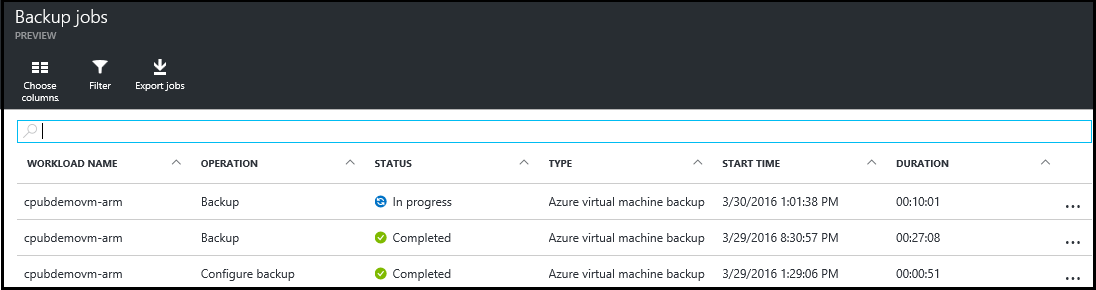 Backup jobs
PREVIEW
Choose columns Filter Export jobs
WORKLOAD NAME OPERATION STATUS TYPE START TIME DURATION
cpubdemovm-arm Backup In progress Azure virtual machine backup 3/30/2016 1:01:38 PM 00:10:01 ...
cpubdemovm-arm Backup Completed Azure virtual machine backup 3/29/2016 8:30:57 PM 00:27:08 ...
cpubdemovm-arm Configure backup Completed Azure virtual machine backup 3/29/2016 1:29:06 PM 00:00:51 ...